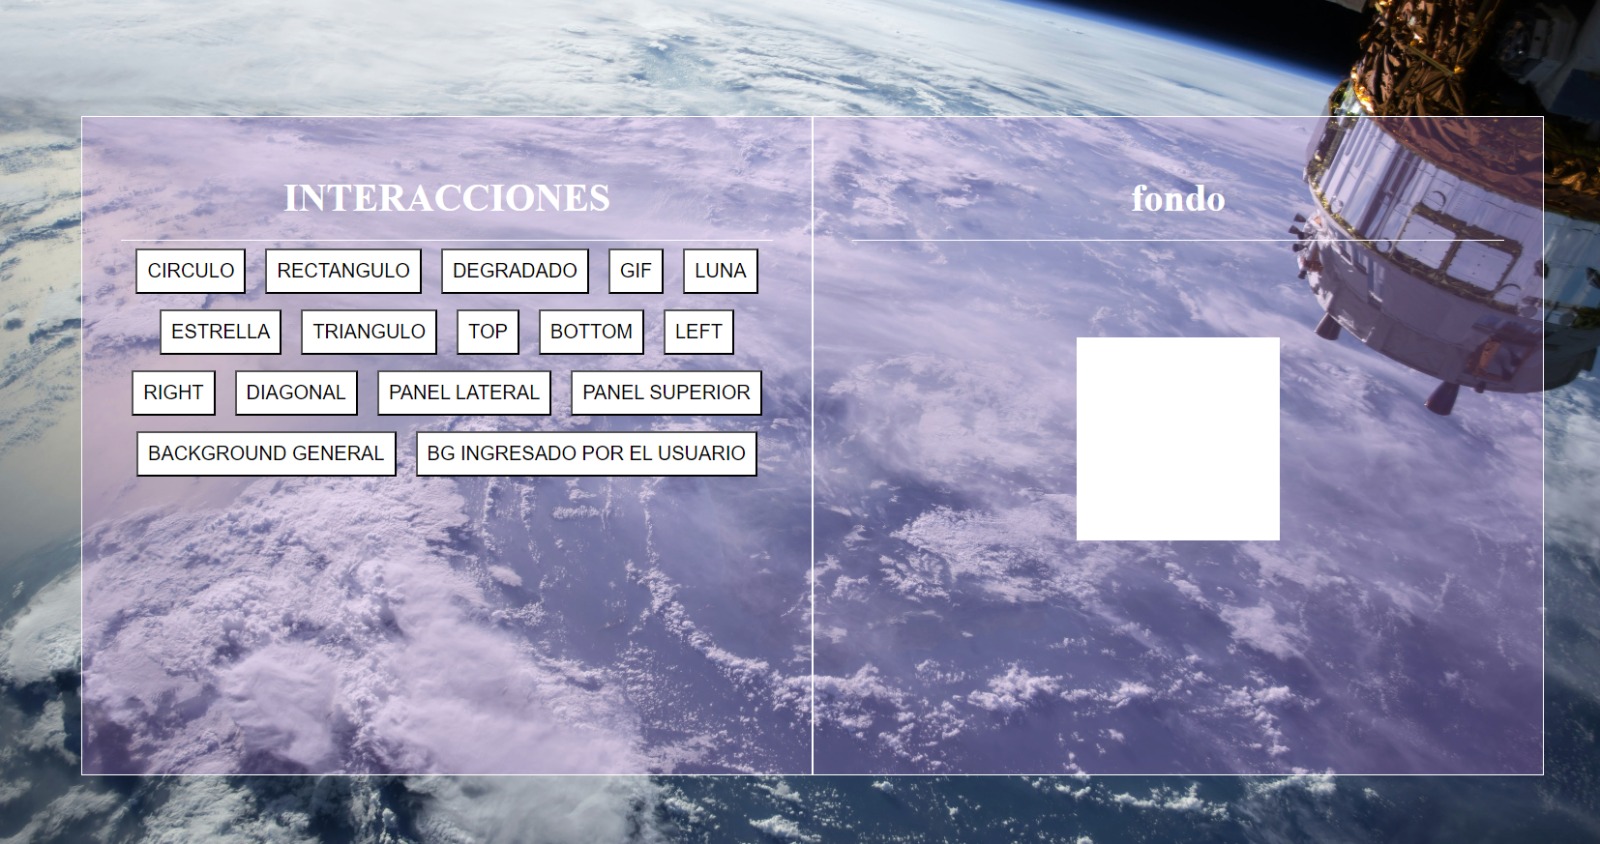 INTERACCIONES
CIRCULO RECTANGULO DEGRADADO GIF LUNA
ESTRELLA TRIANGULO TOP BOTTOM LEFT
RIGHT DIAGONAL PANEL LATERAL PANEL SUPERIOR
BACKGROUND GENERAL BG INGRESADO POR EL USUARIO
fondo